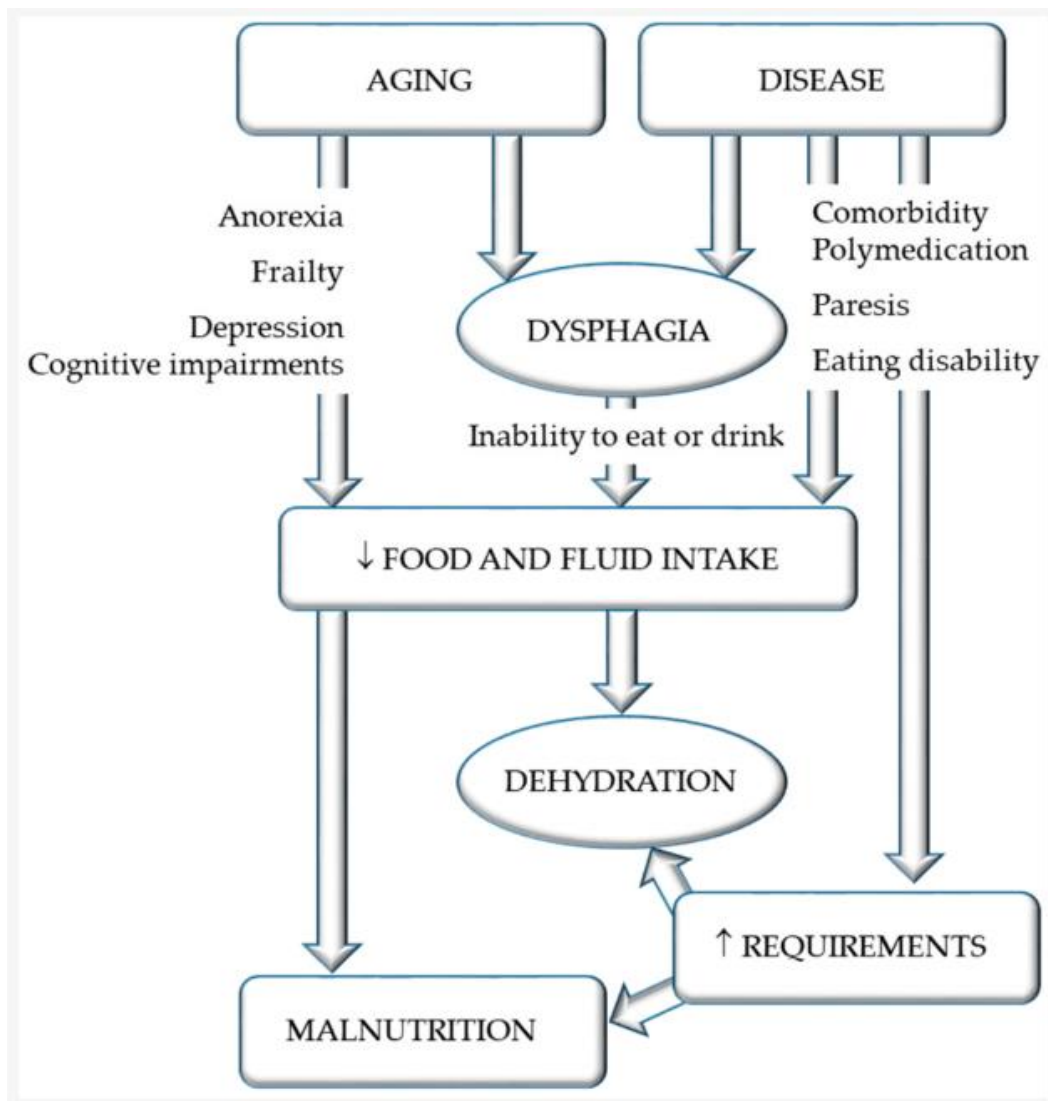 AGING
DISEASE
Anorexia
Frailty
Depression
Cognitive impairments
Comorbidity
Polymedication
Paresis
Eating disability
DYSPHAGIA
Inability to eat or drink
↓ FOOD AND FLUID INTAKE
DEHYDRATION
↑ REQUIREMENTS
MALNUTRITION